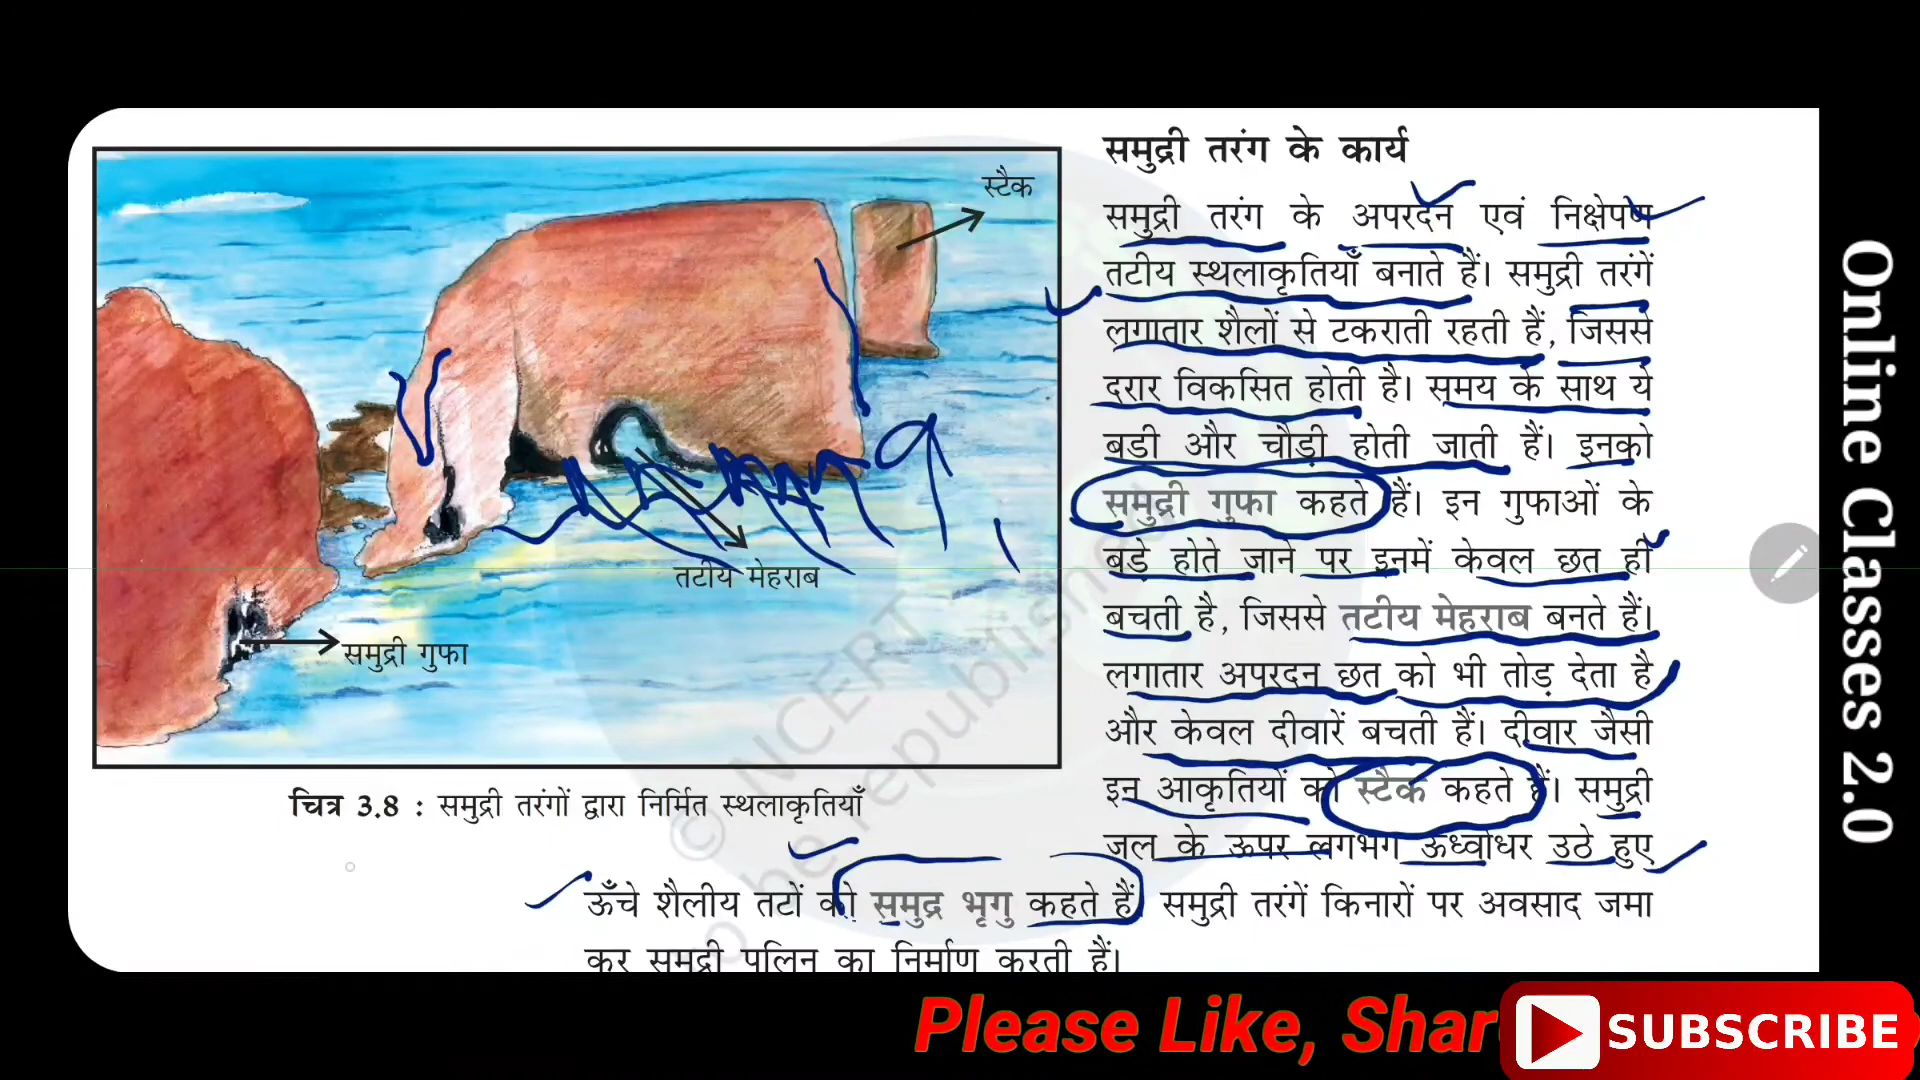 स्टैक
तटीय मेहराब
समुद्री गुफा
चित्र 3.8 : समुद्री तरंगों द्वारा निर्मित स्थलाकृतियाँ
समुद्री तरंग के कार्य
समुद्री तरंग के अपरदन एवं निक्षेपण
तटीय स्थलाकृतियाँ बनाते हैं। समुद्री तरंगें
लगातार शैलों से टकराती रहती हैं, जिससे
दरार विकसित होती है। समय के साथ ये
बडी और चौड़ी होती जाती हैं। इनको
समुद्री गुफा कहते हैं। इन गुफाओं के
बड़े होते जाने पर इनमें केवल छत ही
बचती है, जिससे तटीय मेहराब बनते हैं।
लगातार अपरदन छत को भी तोड़ देता है
और केवल दीवारें बचती हैं। दीवार जैसी
इन आकृतियों को स्टैक कहते हैं। समुद्री
जल के ऊपर लगभग ऊर्ध्वाधर उठे हुए
ऊँचे शैलीय तटों को समुद्र भृगु कहते हैं। समुद्री तरंगें किनारों पर अवसाद जमा
कर समुद्री पुलिन का निर्माण करती हैं।
© NCERT
o be republished
Online Classes 2.0
Please Like, Shar
SUBSCRIBE